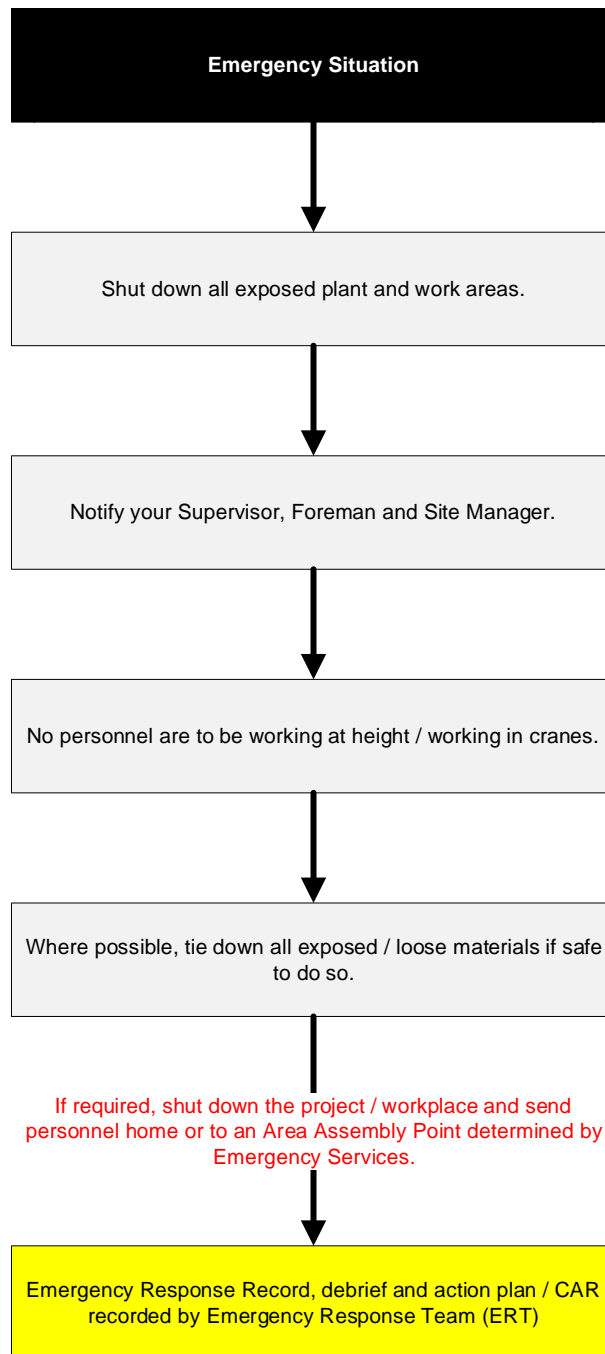 Emergency Situation
Shut down all exposed plant and work areas.
Notify your Supervisor, Foreman and Site Manager.
No personnel are to be working at height / working in cranes.
Where possible, tie down all exposed / loose materials if safe
to do so.
If required, shut down the project / workplace and send
personnel home or to an Area Assembly Point determined by
Emergency Services.
Emergency Response Record, debrief and action plan / CAR
recorded by Emergency Response Team (ERT)